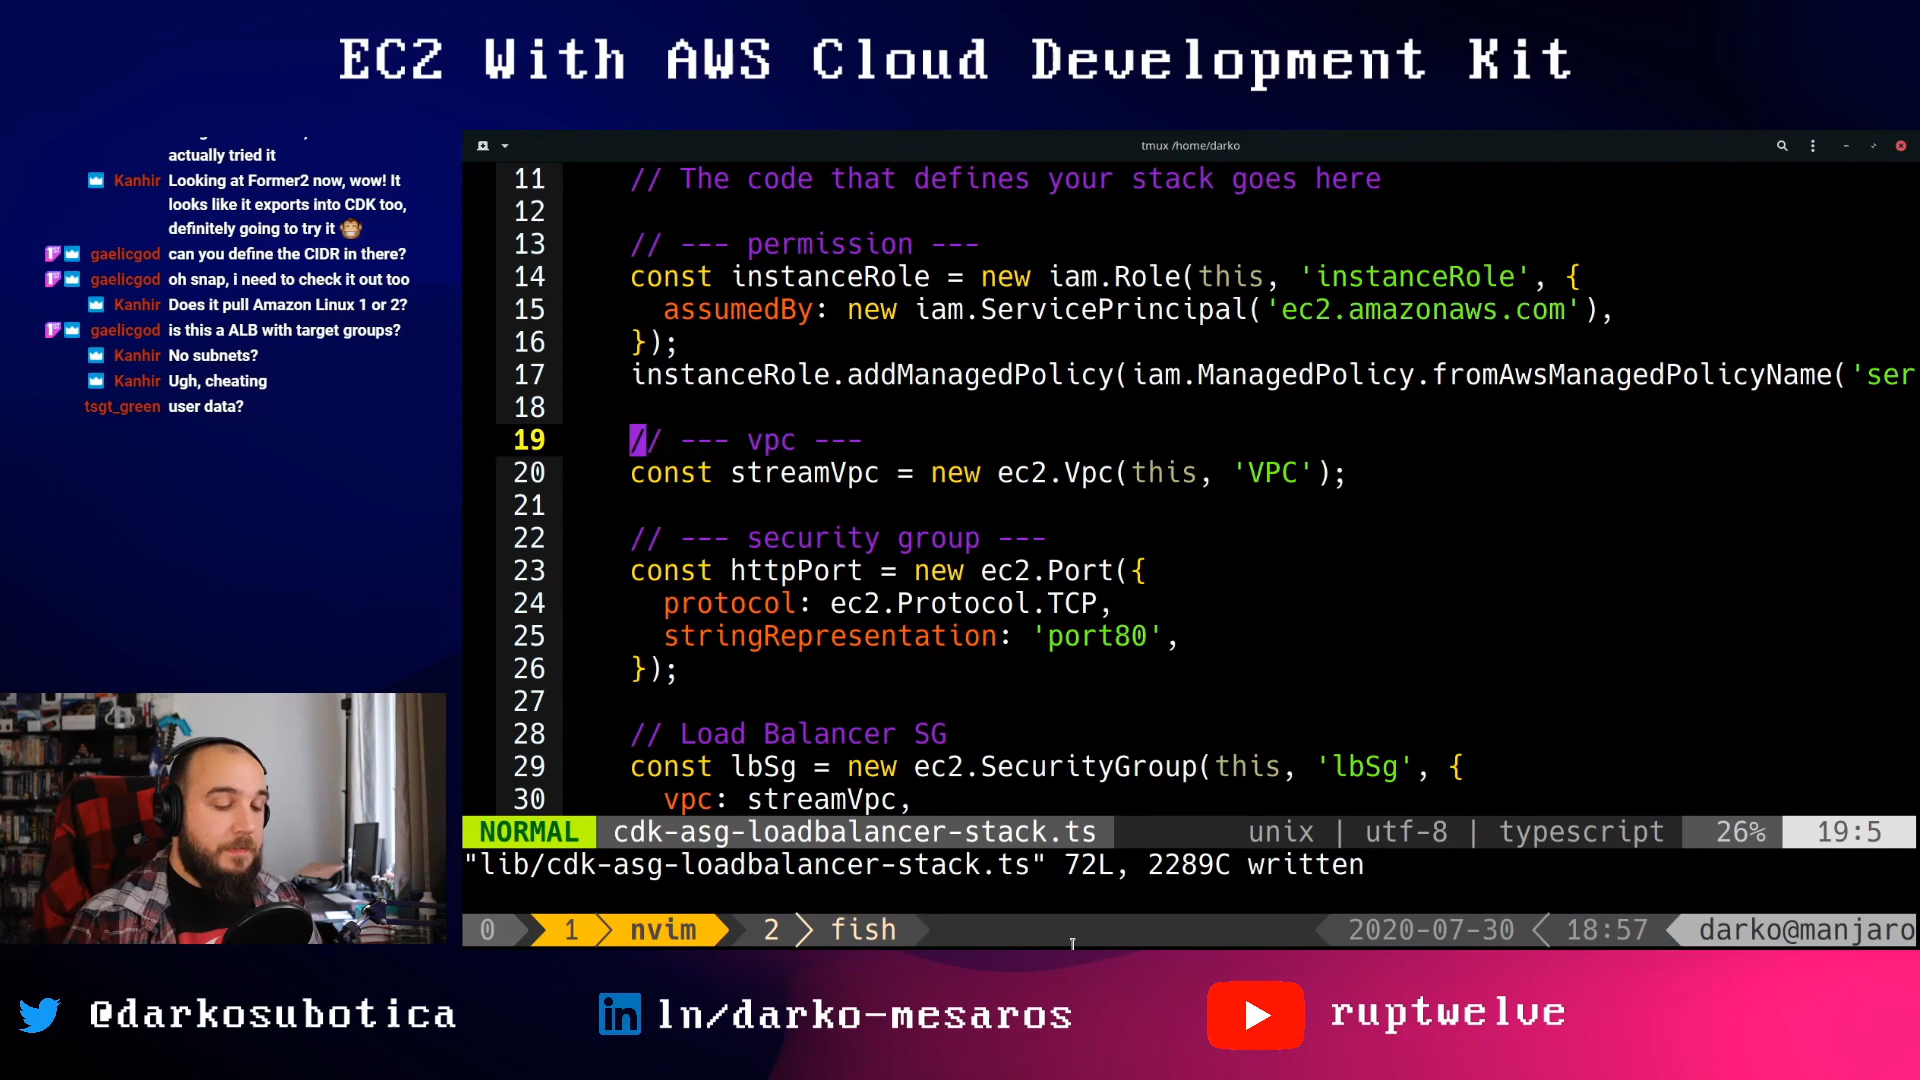 EC2 With AWS Cloud Development Kit
actually tried it
Kanhir Looking at Former2 now, wow! It
looks like it exports into CDK too,
definitely going to try it
gaelicgod can you define the CIDR in there?
gaelicgod oh snap, i need to check it out too
Kanhir Does it pull Amazon Linux 1 or 2?
gaelicgod is this a ALB with target groups?
Kanhir No subnets?
Kanhir Ugh, cheating
tsgt_green user data?
tmux /home/darko
11 // The code that defines your stack goes here
12
13 // --- permission ---
14 const instanceRole = new iam.Role(this, 'instanceRole', {
15 assumedBy: new iam.ServicePrincipal('ec2.amazonaws.com'),
16 });
17 instanceRole.addManagedPolicy(iam.ManagedPolicy.fromAwsManagedPolicyName('ser
18
19 // --- vpc ---
20 const streamVpc = new ec2.Vpc(this, 'VPC');
21
22 // --- security group ---
23 const httpPort = new ec2.Port({
24 protocol: ec2.Protocol.TCP,
25 stringRepresentation: 'port80',
26 });
27
28 // Load Balancer SG
29 const lbSg = new ec2.SecurityGroup(this, 'lbSg', {
30 vpc: streamVpc,
NORMAL cdk-asg-loadbalancer-stack.ts unix | utf-8 | typescript 26% 19:5
"lib/cdk-asg-loadbalancer-stack.ts" 72L, 2289C written
0 1 nvim 2 fish 2020-07-30 18:57 darko@manjaro
@darkosubotica
in ln/darko-mesaros
ruptwelve